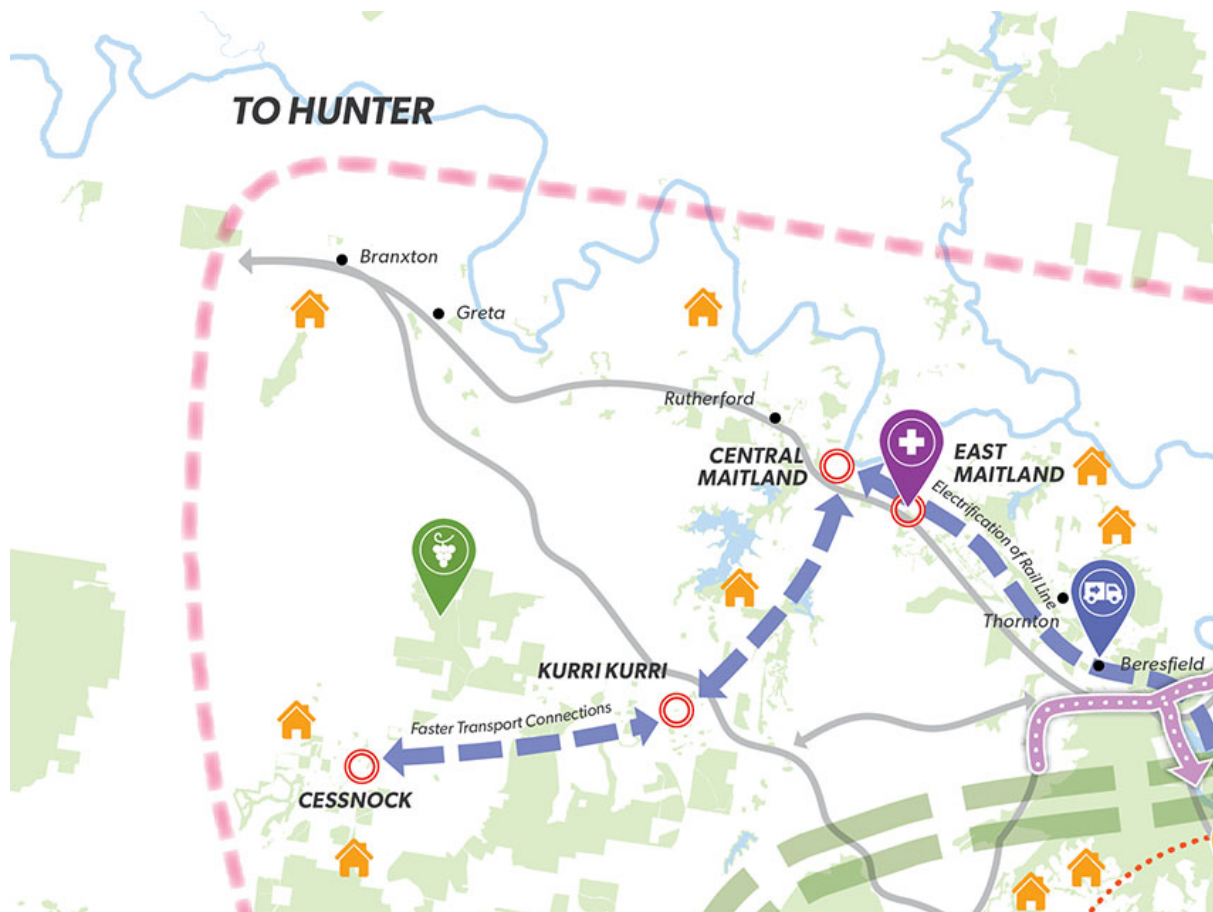 TO HUNTER
Branxton
Greta
Rutherford
CENTRAL
MAITLAND
EAST
MAITLAND
Electrification of Rail Line
Thornton
Beresfield
KURRI KURRI
Faster Transport Connections
CESSNOCK